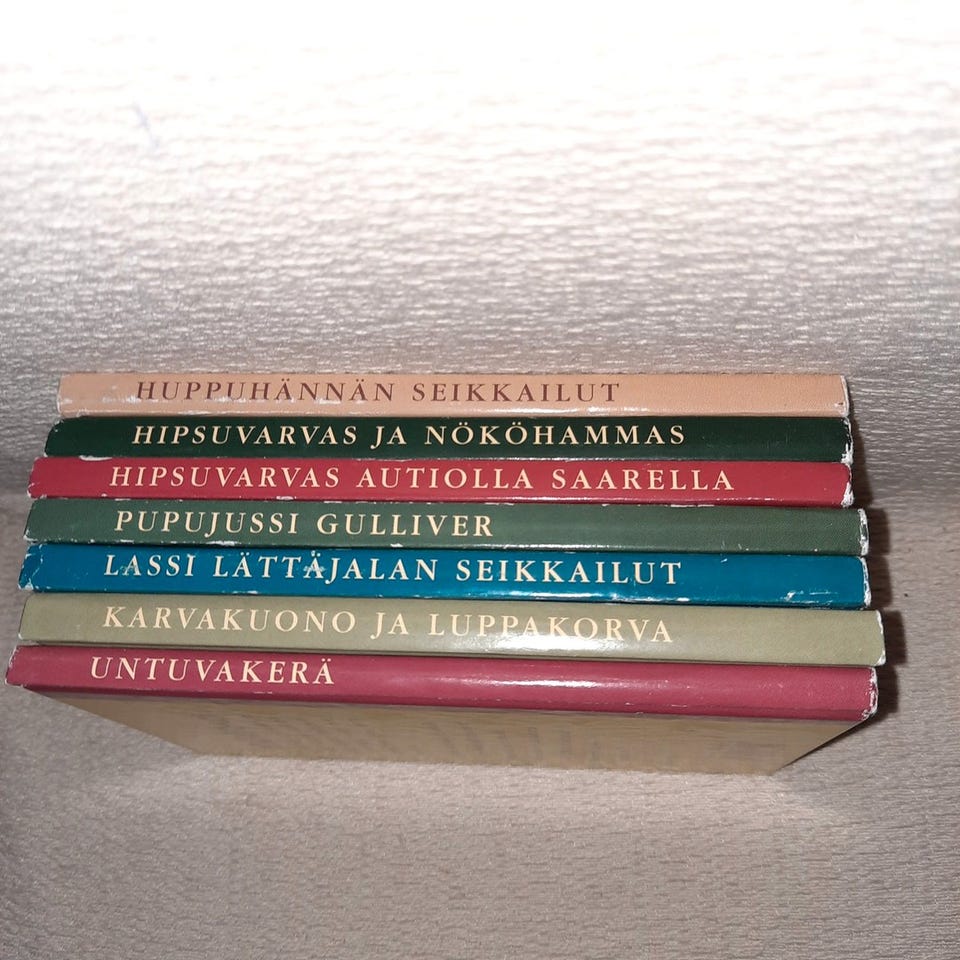 HUPPUHÄNNÄN SEIKKAILUT
HIPSUVARVAS JA NÖKÖHAMMAS
HIPSUVARVAS AUTIOLLA SAARELLA
PUPUJUSSI GULLIVER
LASSI LÄTTÄJALAN SEIKKAILUT
KARVAKUONO JA LUPPAKORVA
UNTUVAKERÄ